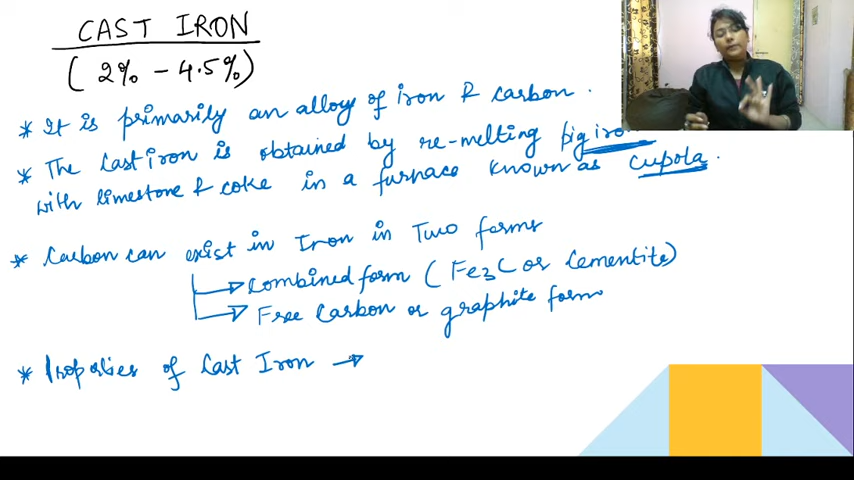 CAST IRON
(2% - 4.5%)
* It is primarily an alloy of iron & carbon.
* The Cast iron is obtained by re-melting pig iron
with limestone & coke in a furnace known as cupola.
* Carbon can exist in Iron in Two forms
Combined form (Fe3C or Cementite)
Free Carbon or graphite form
* Properties of Cast Iron →